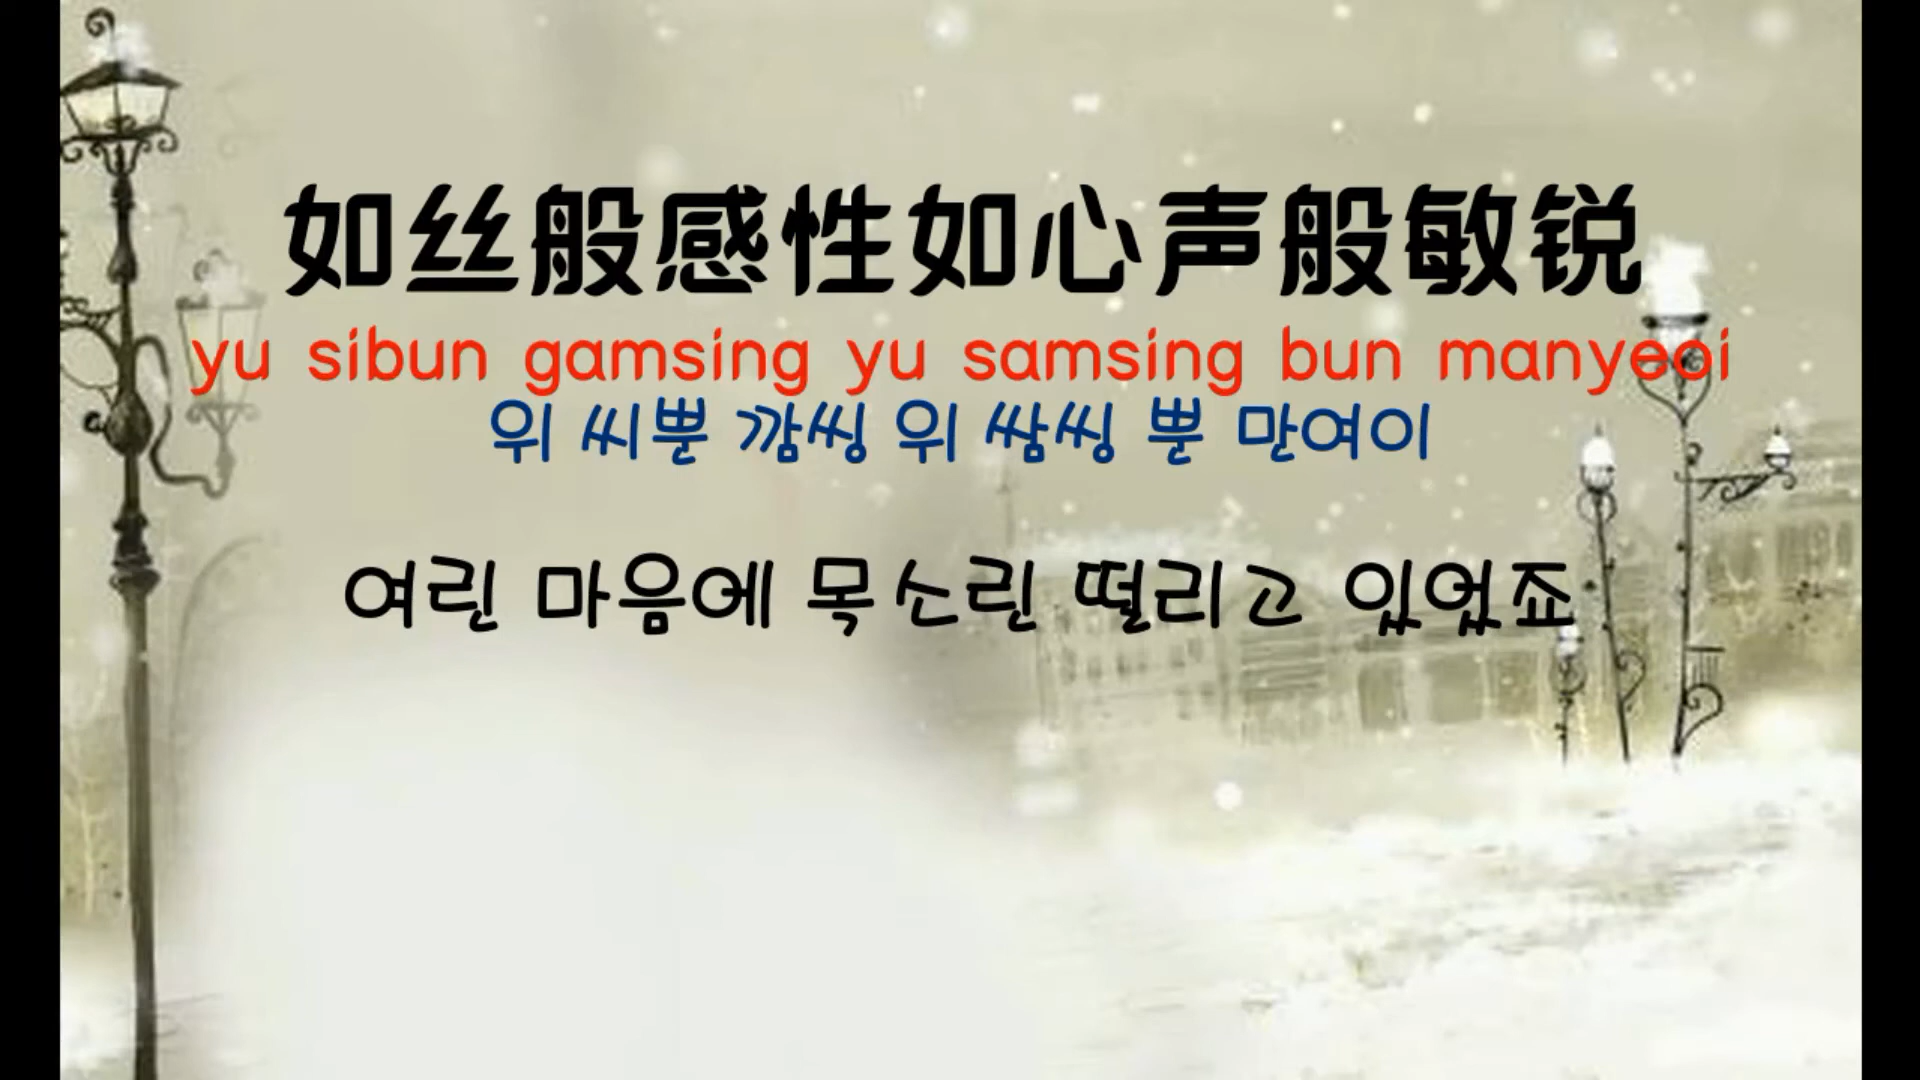 如丝般感性如心声般敏锐
yu sibun gamsing yu samsing bun manyeoi
위 씨뿐 깜씽 위 쌈씽 뿐 만여이
여린 마음에 목소린 떨리고 있었죠